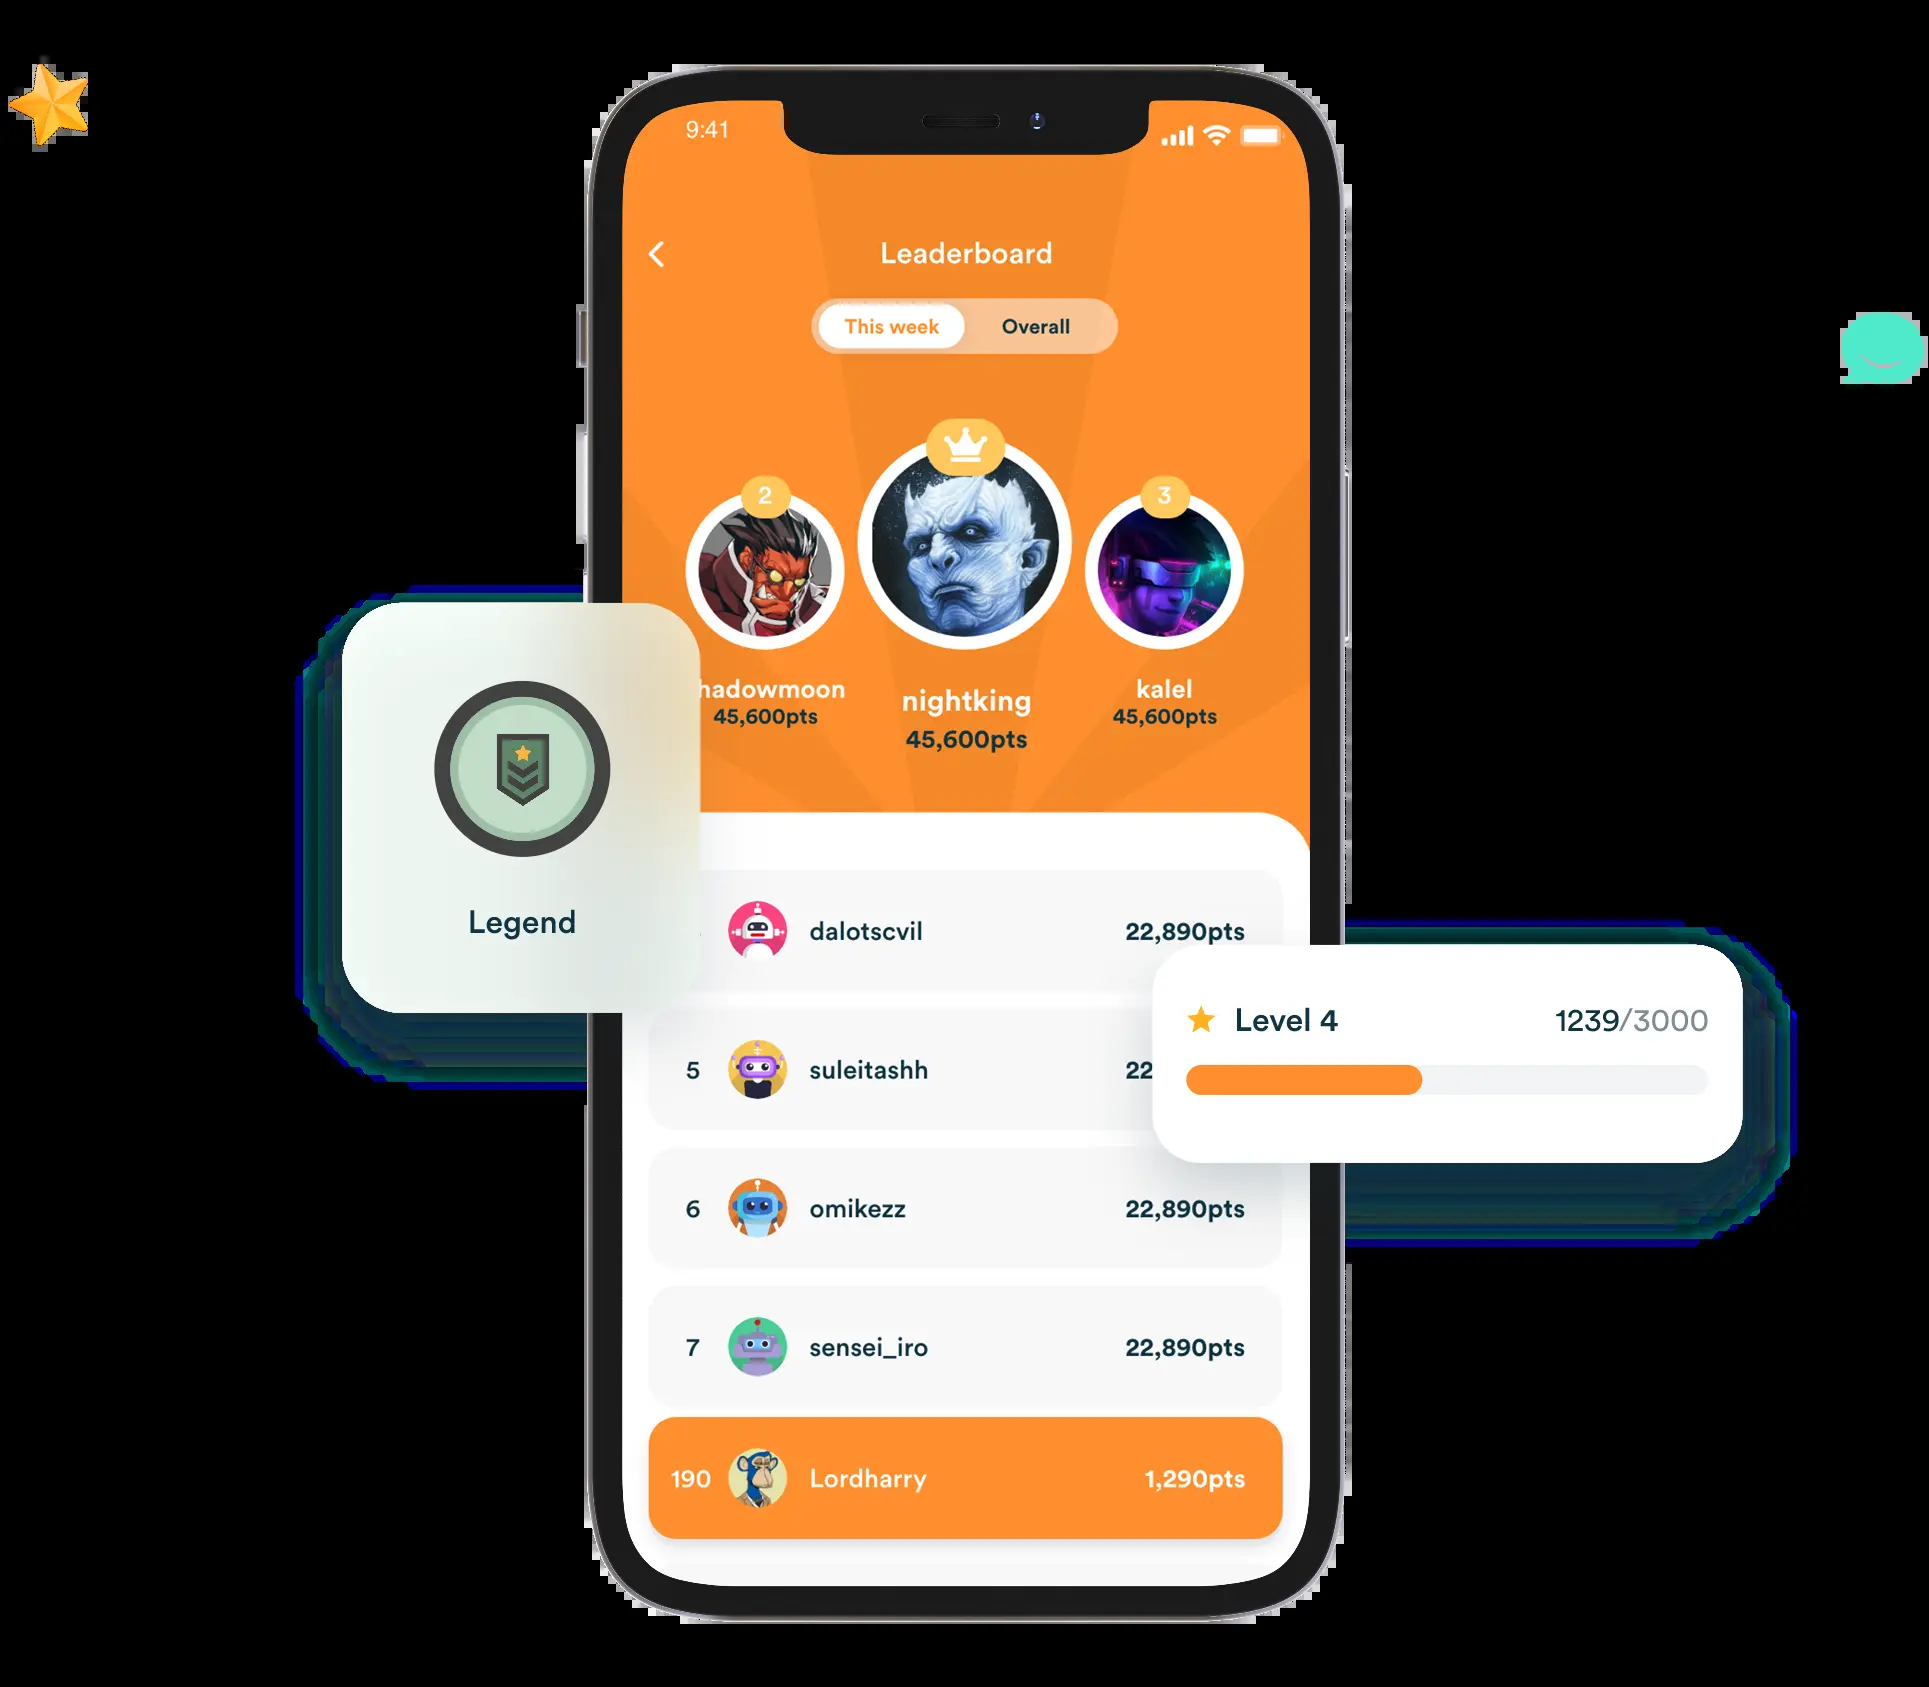 9:41
Leaderboard
This week Overall
2
3
hadowmoon
45,600pts
nightking
45,600pts
kalel
45,600pts
Legend
dalotscvil 22,890pts
5 suleitashh 22
Level 4 1239/3000
6 omikezz 22,890pts
7 sensei_iro 22,890pts
190 Lordharry 1,290pts